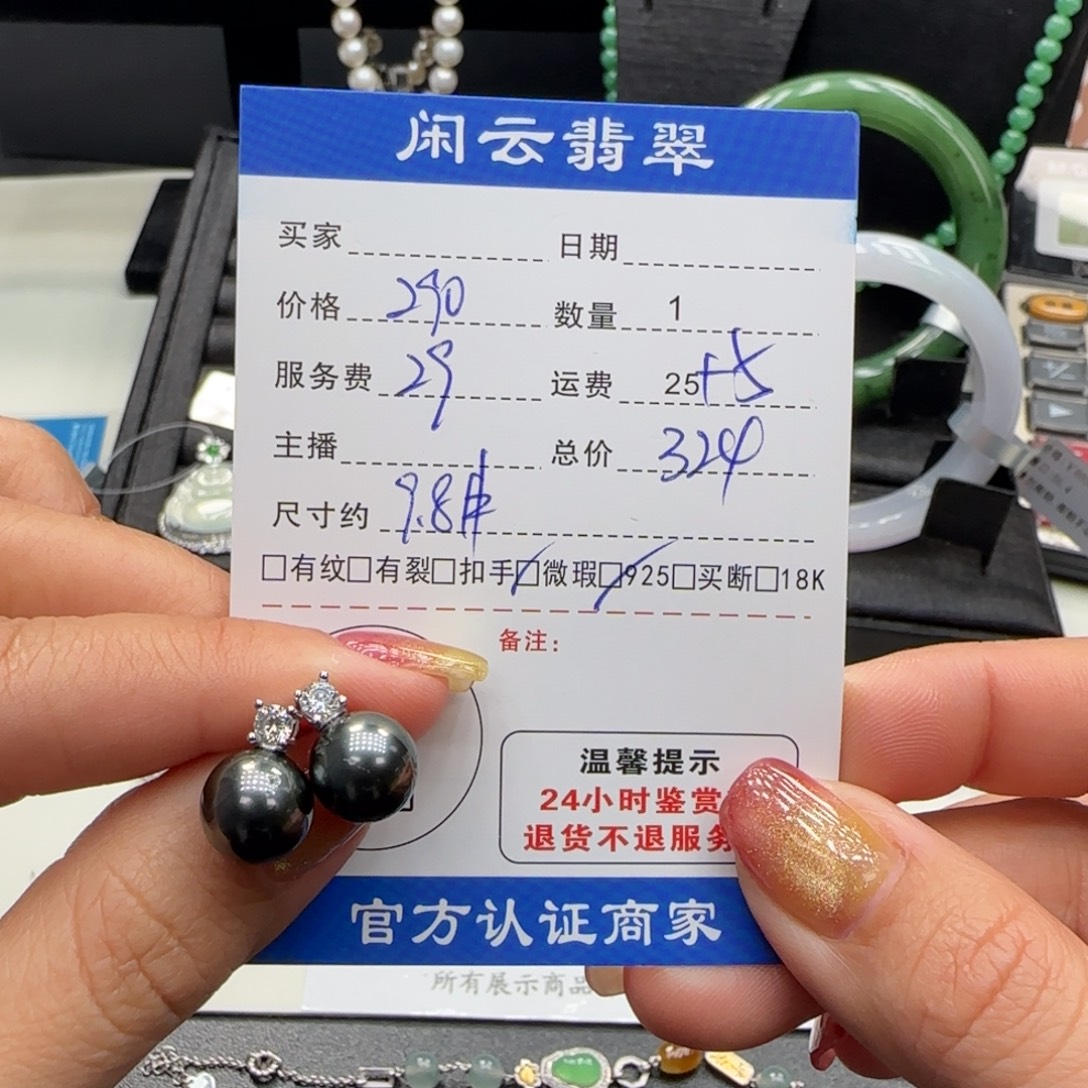 闲云翡翠
买家 日期
价格 290 数量 1
服务费 29 运费 25+5
主播 总价 324
尺寸约 9.8
□有纹□有裂□扣手□微瑕□925□买断□18K
备注：
温馨提示
24小时鉴赏
退货不退服务
官方认证商家
所有展示商品